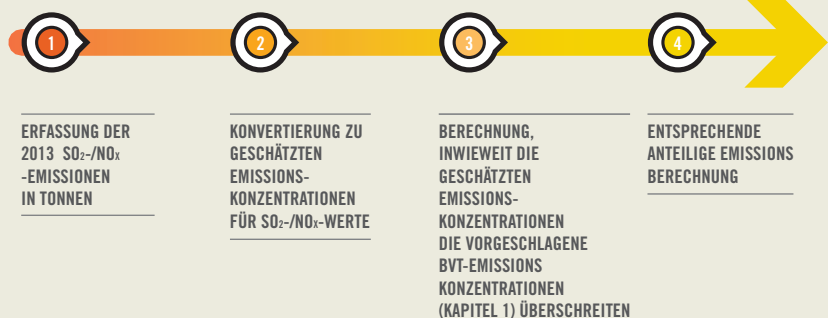 1
2
3
4
ERFASSUNG DER
2013 SO₂-/NOx
-EMISSIONEN
IN TONNEN
KONVERTIERUNG ZU
GESCHÄTZTEN
EMISSIONS-
KONZENTRATIONEN
FÜR SO₂-/NOx-WERTE
BERECHNUNG,
INWIEWEIT DIE
GESCHÄTZTEN
EMISSIONS-
KONZENTRATIONEN
DIE VORGESCHLAGENE
BVT-EMISSIONS
KONZENTRATIONEN
(KAPITEL 1) ÜBERSCHREITEN
ENTSPRECHENDE
ANTEILIGE EMISSIONS
BERECHNUNG